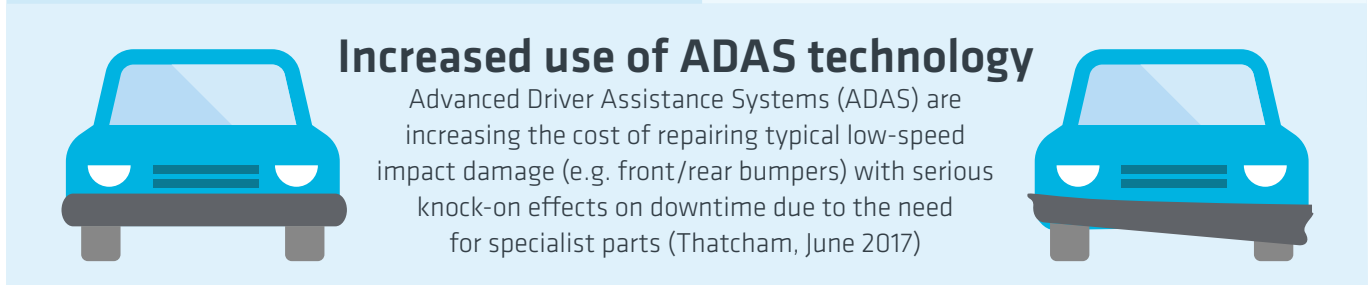 Increased use of ADAS technology
Advanced Driver Assistance Systems (ADAS) are
increasing the cost of repairing typical low-speed
impact damage (e.g. front/rear bumpers) with serious
knock-on effects on downtime due to the need
for specialist parts (Thatcham, June 2017)